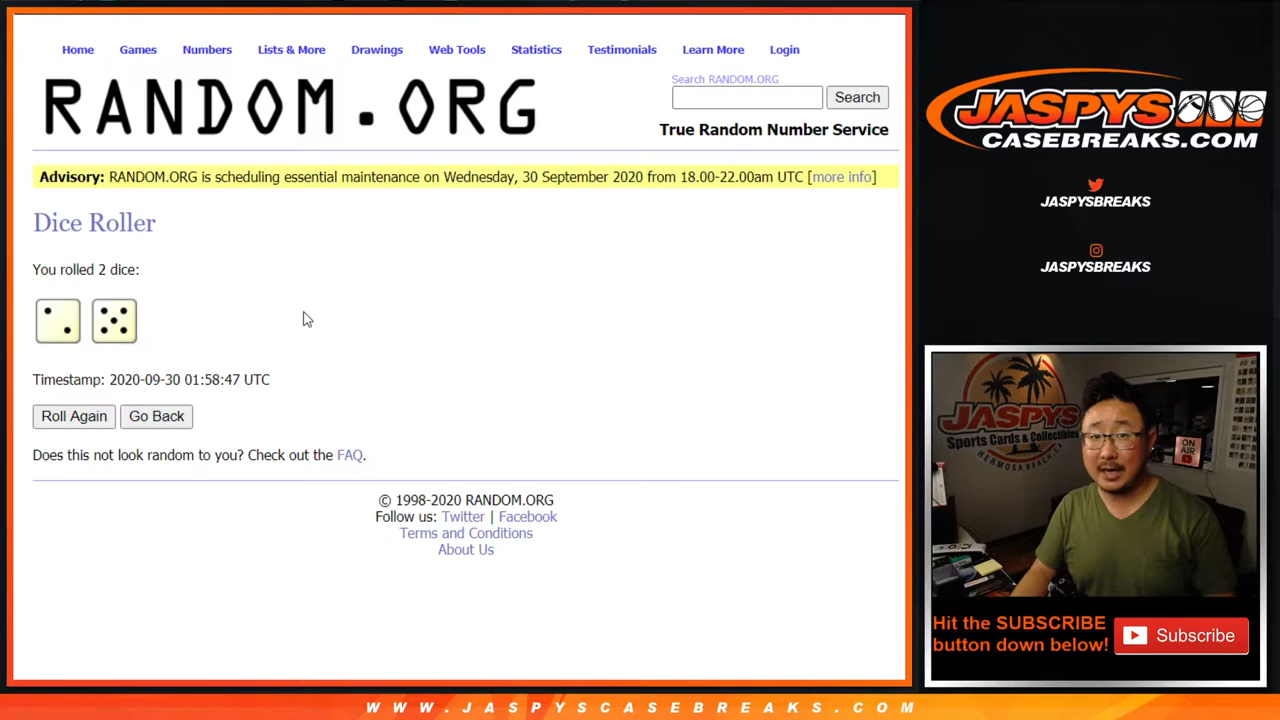 Home Games Numbers Lists & More Drawings Web Tools Statistics Testimonials Learn More Login
RANDOM.ORG
Search RANDOM.ORG
Search
True Random Number Service
Advisory: RANDOM.ORG is scheduling essential maintenance on Wednesday, 30 September 2020 from 18.00-22.00am UTC [more info]
Dice Roller
You rolled 2 dice:
Timestamp: 2020-09-30 01:58:47 UTC
Roll Again Go Back
Does this not look random to you? Check out the FAQ.
© 1998-2020 RANDOM.ORG
Follow us: Twitter | Facebook
Terms and Conditions
About Us
JASPYS
CASEBREAKS.COM
JASPYSBREAKS
JASPYSBREAKS
JASPYS
Sports Cards & Collectibles
HERMOSA BEACH, CA
ON AIR
Hit the SUBSCRIBE
button down below!
Subscribe
WWW.JASPYSCASEBREAKS.COM